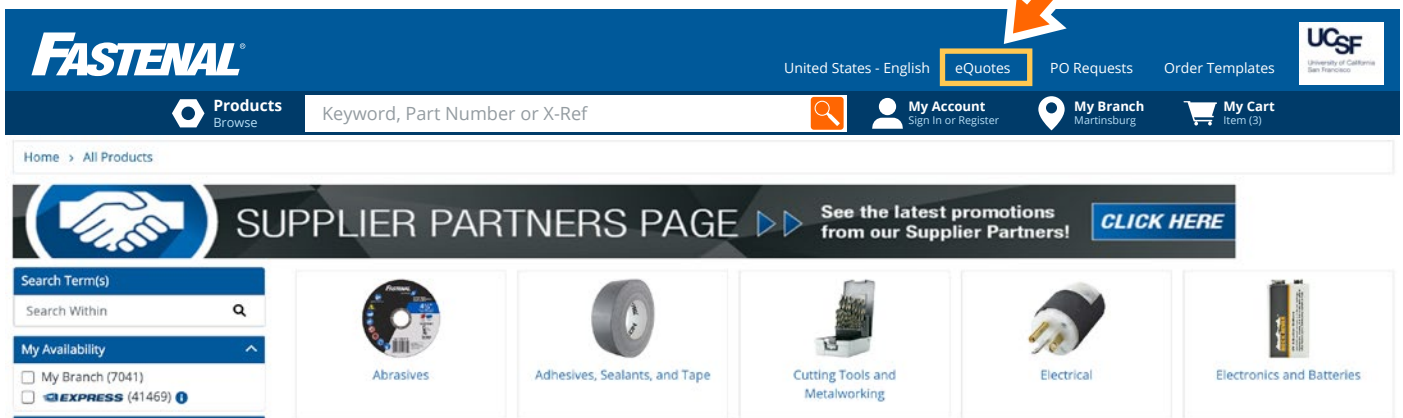 FASTENAL®
United States - English eQuotes PO Requests Order Templates
UCSF
University of California
San Francisco
Products
Browse
Keyword, Part Number or X-Ref
My Account
Sign In or Register
My Branch
Martinsburg
My Cart
Item (3)
Home > All Products
SUPPLIER PARTNERS PAGE
See the latest promotions
from our Supplier Partners!
CLICK HERE
Search Term(s)
Search Within
My Availability
My Branch (7041)
EXPRESS (41469)
Abrasives
Adhesives, Sealants, and Tape
Cutting Tools and
Metalworking
Electrical
Electronics and Batteries